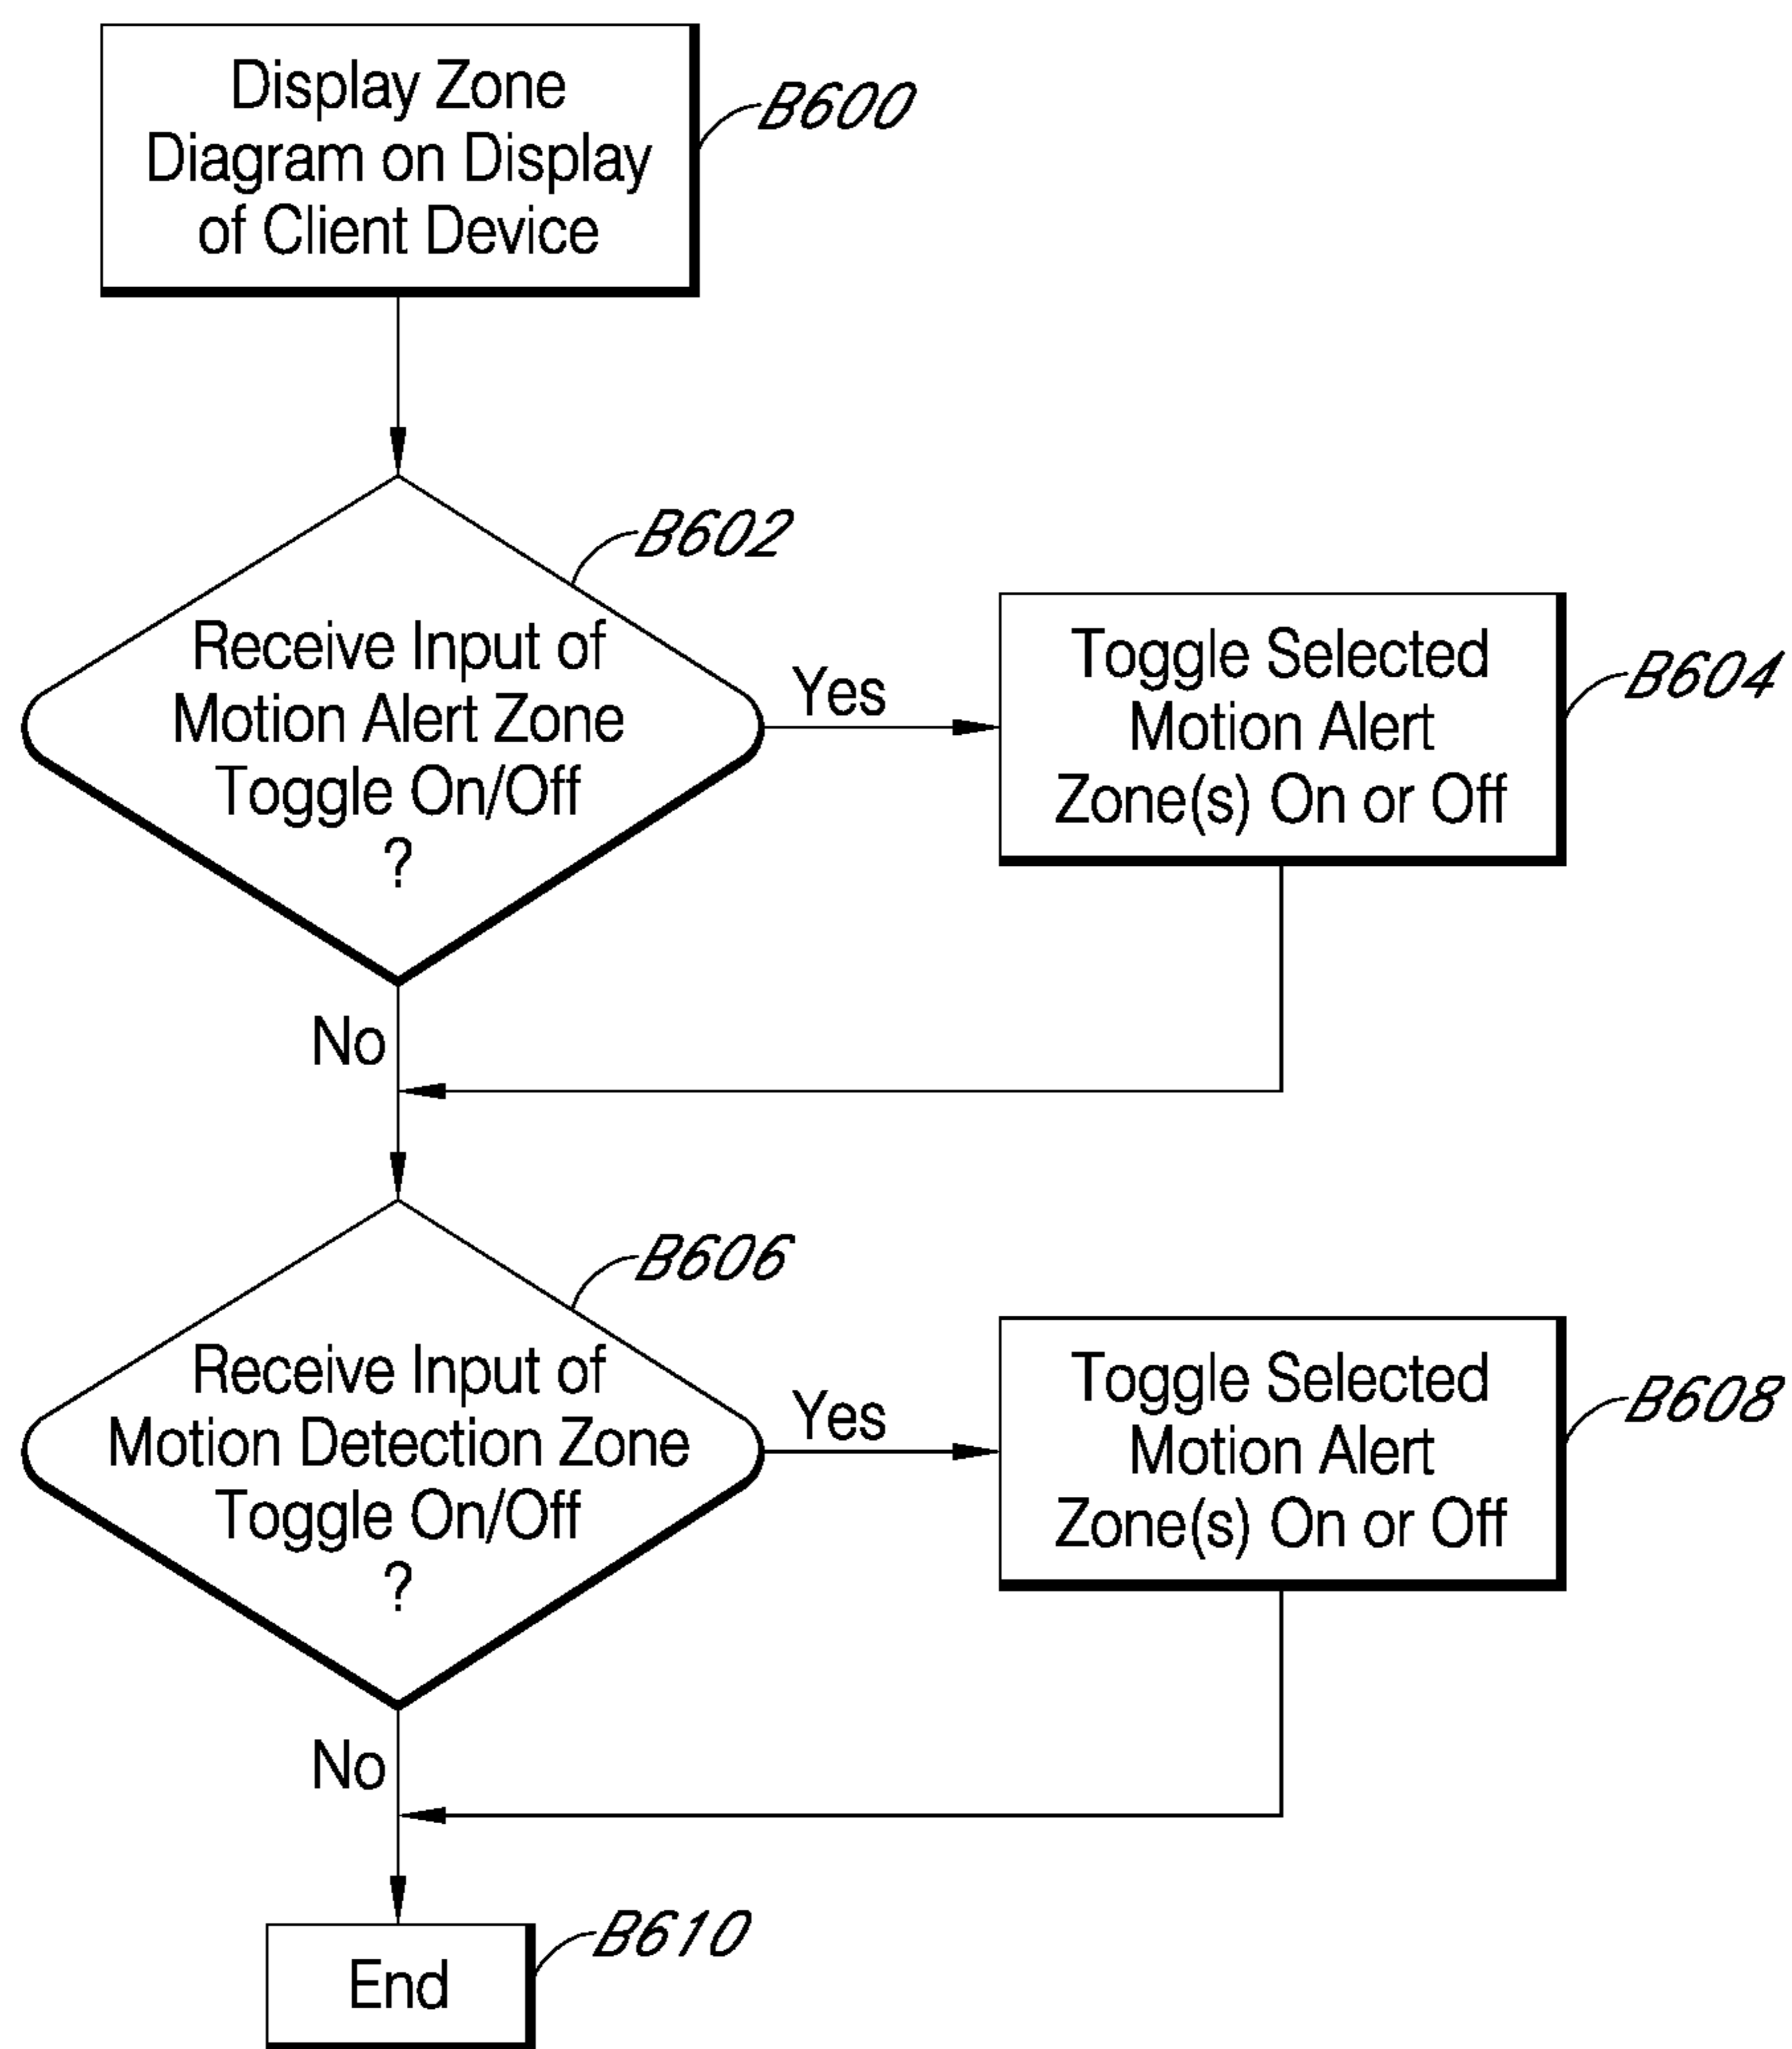 Display Zone
Diagram on Display
of Client Device
B600
B602
Receive Input of
Motion Alert Zone
Toggle On/Off
?
Yes
Toggle Selected
Motion Alert
Zone(s) On or Off
B604
No
B606
Receive Input of
Motion Detection Zone
Toggle On/Off
?
Yes
Toggle Selected
Motion Alert
Zone(s) On or Off
B608
No
End
B610